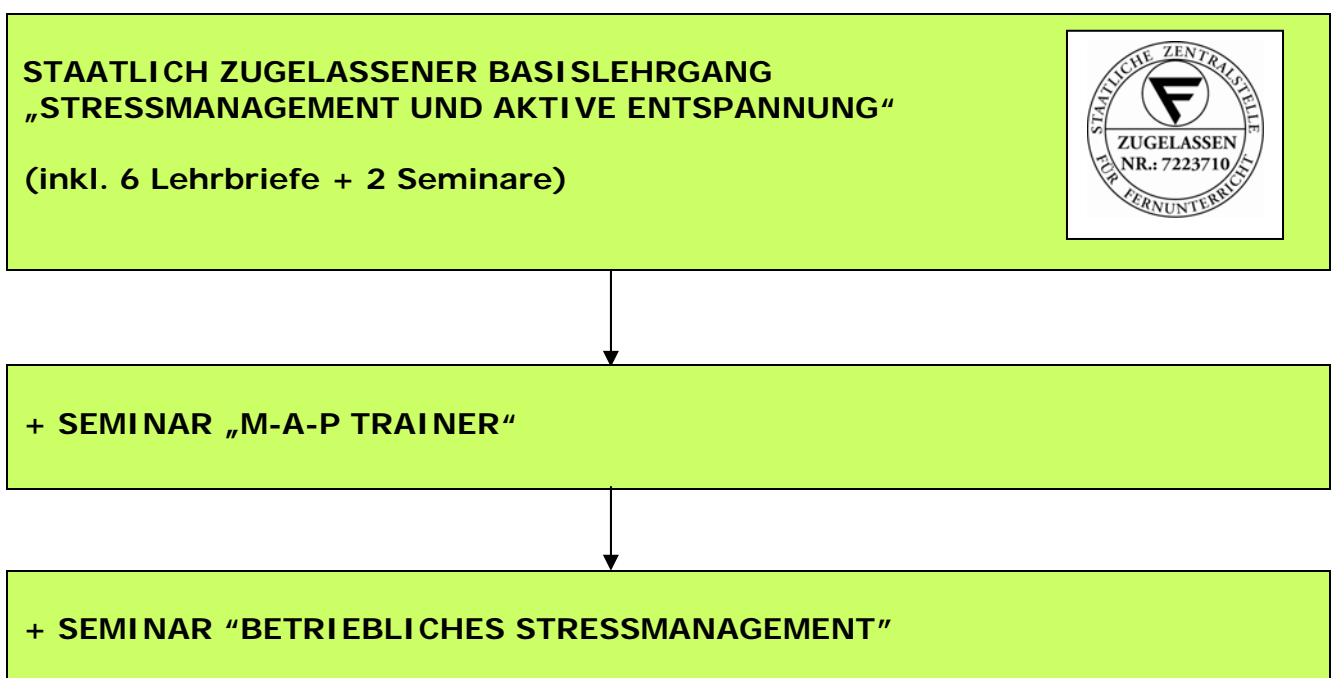 STAATLICH ZUGELASSENER BASISLEHRGANG
„STRESSMANAGEMENT UND AKTIVE ENTSPANNUNG“
(inkl. 6 Lehrbriefe + 2 Seminare)
STAATLICHE ZENTRALSTELLE
ZUGELASSEN
NR.: 7223710
FÜR FERNUNTERRICHT
+ SEMINAR „M-A-P TRAINER“
+ SEMINAR “BETRIEBLICHES STRESSMANAGEMENT”